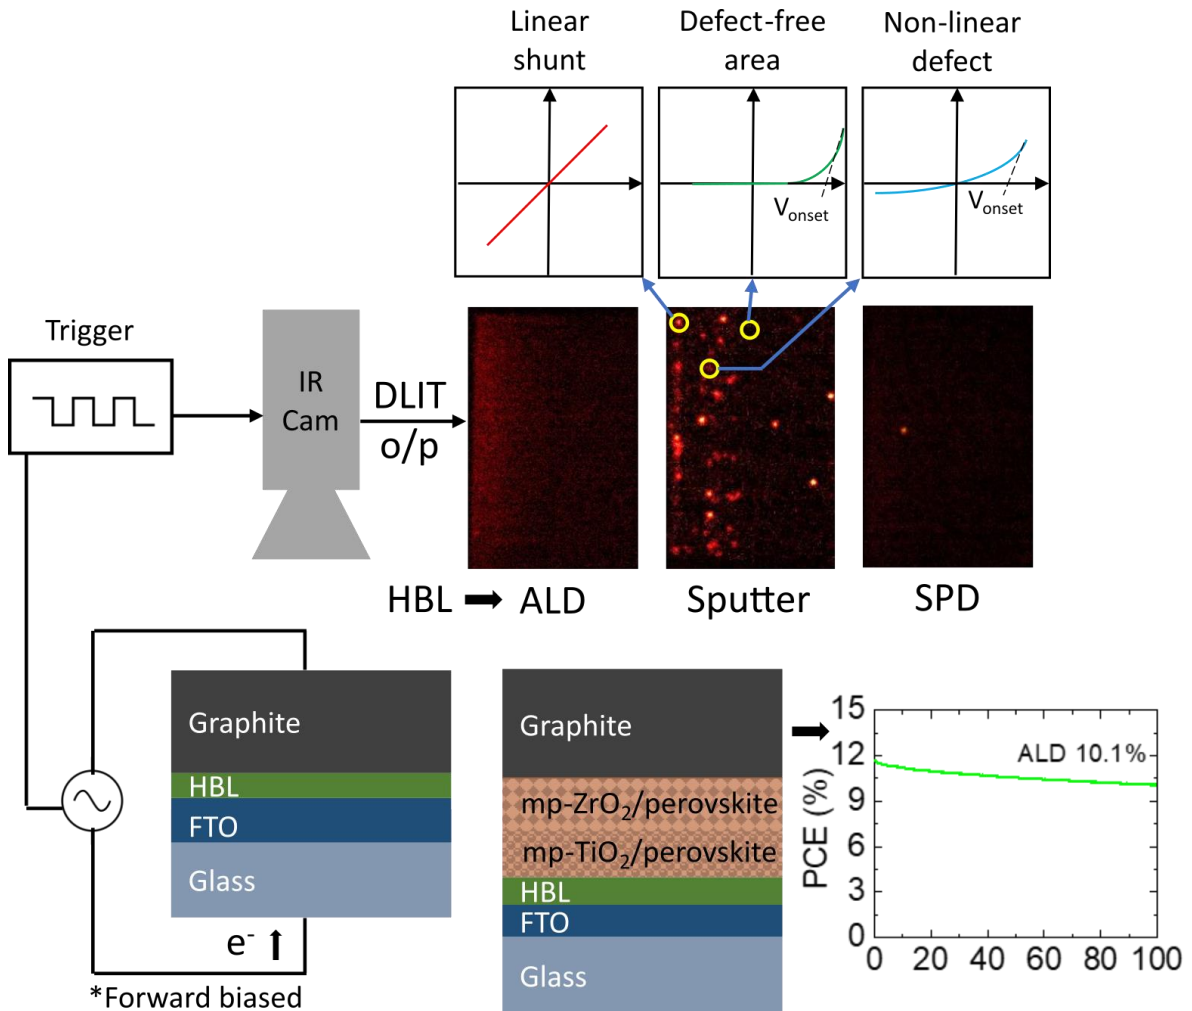 Linear
shunt
Defect-free
area
Non-linear
defect
V_onset
V_onset
Trigger
IR
Cam
DLIT
o/p
HBL
ALD
Sputter
SPD
Graphite
HBL
FTO
Glass
e⁻
*Forward biased
Graphite
mp-ZrO₂/perovskite
mp-TiO₂/perovskite
HBL
FTO
Glass
PCE (%)
15
12
9
6
3
0
ALD 10.1%
0 20 40 60 80 100